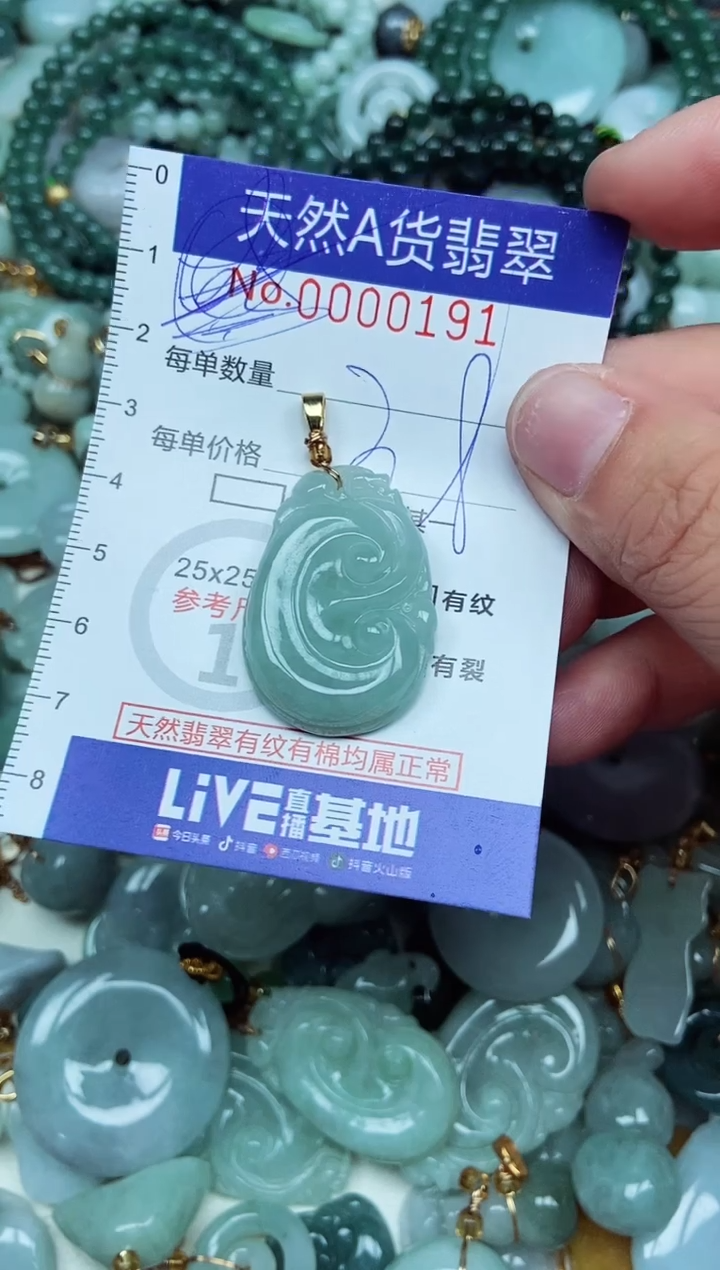 天然A货翡翠
No.0000191
每单数量
每单价格
25x25
参考
有纹
有裂
1
天然翡翠有纹有棉均属正常
LiVE直播基地
今日头条 抖音 西瓜视频 抖音火山版
0
1
2
3
4
5
6
7
8